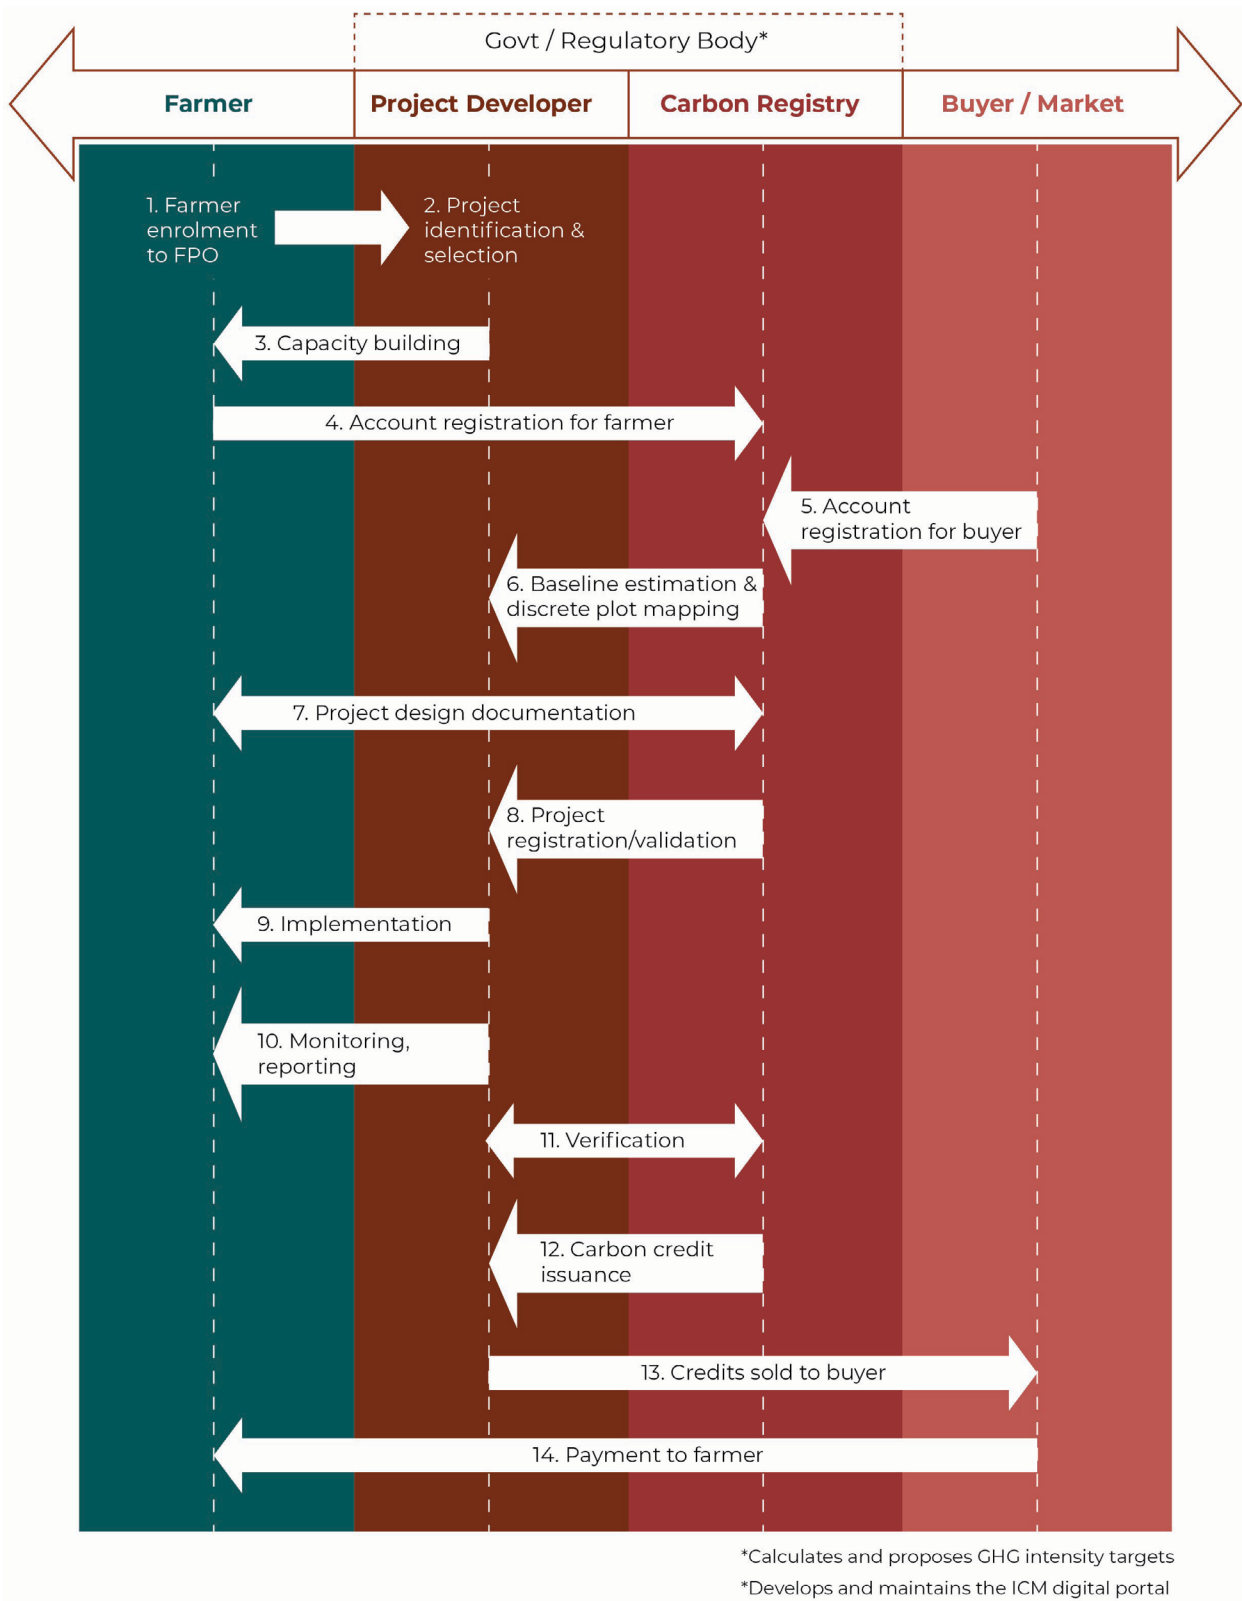 Govt / Regulatory Body*
Farmer
Project Developer
Carbon Registry
Buyer / Market
1. Farmer
enrolment
to FPO
2. Project
identification &
selection
3. Capacity building
4. Account registration for farmer
5. Account
registration for buyer
6. Baseline estimation &
discrete plot mapping
7. Project design documentation
8. Project
registration/validation
9. Implementation
10. Monitoring,
reporting
11. Verification
12. Carbon credit
issuance
13. Credits sold to buyer
14. Payment to farmer
*Calculates and proposes GHG intensity targets
*Develops and maintains the ICM digital portal